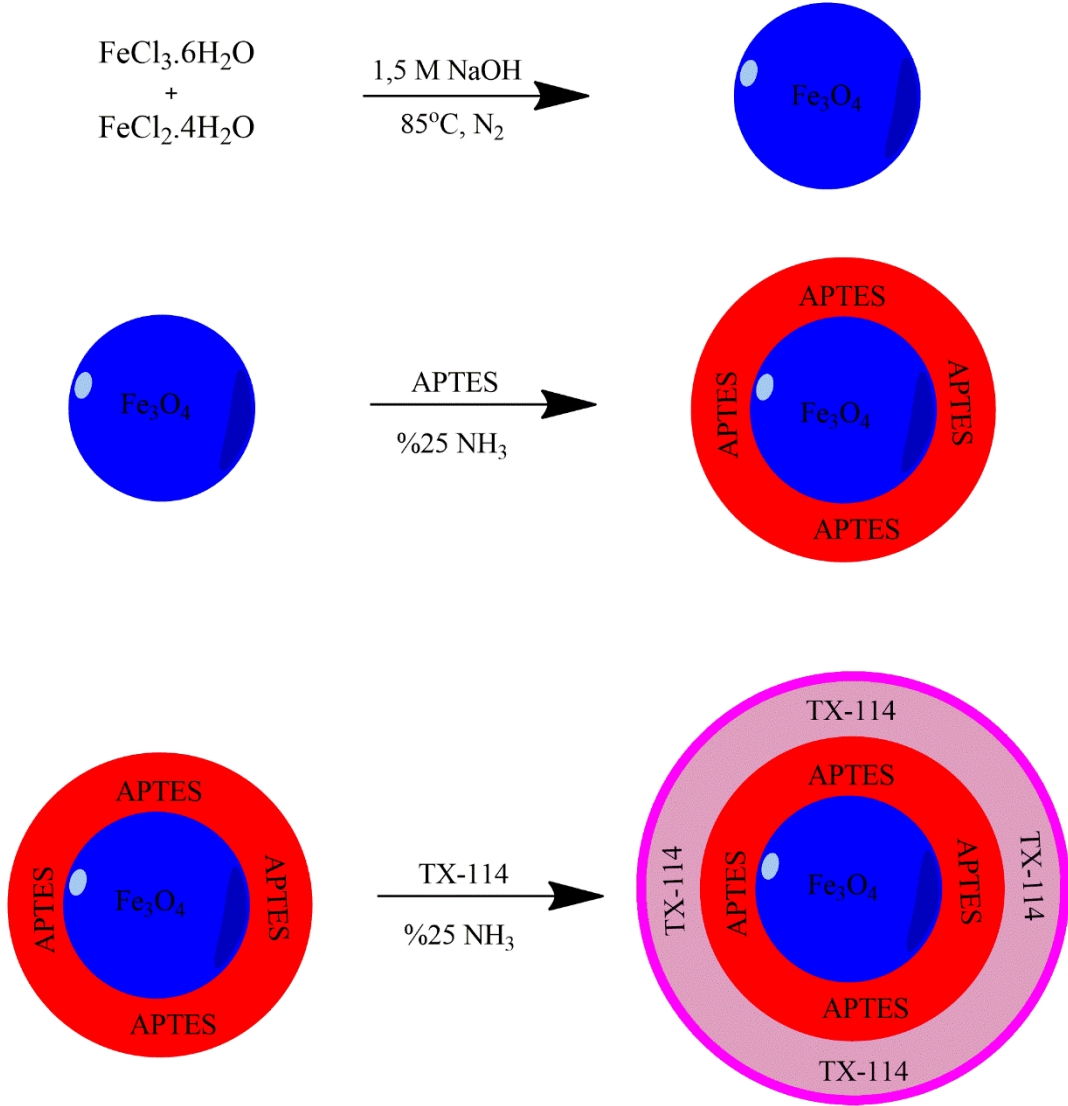 FeCl₃.6H₂O
+
FeCl₂.4H₂O
1,5 M NaOH
85°C, N₂
Fe₃O₄
Fe₃O₄
APTES
%25 NH₃
APTES
APTES
Fe₃O₄
APTES
APTES
APTES
APTES
Fe₃O₄
APTES
APTES
TX-114
%25 NH₃
TX-114
APTES
TX-114
APTES
Fe₃O₄
APTES
TX-114
APTES
TX-114